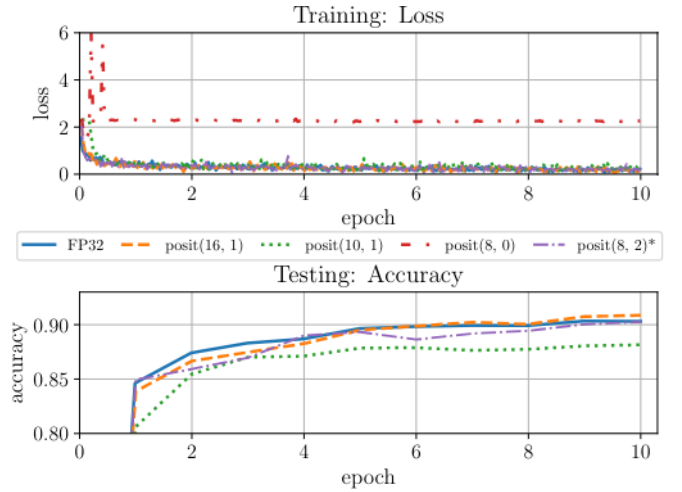 Training: Loss
6
4
2
0
loss
0 2 4 6 8 10
epoch
FP32 posit(16, 1) posit(10, 1) posit(8, 0) posit(8, 2)*
Testing: Accuracy
0.90
0.85
0.80
accuracy
0 2 4 6 8 10
epoch